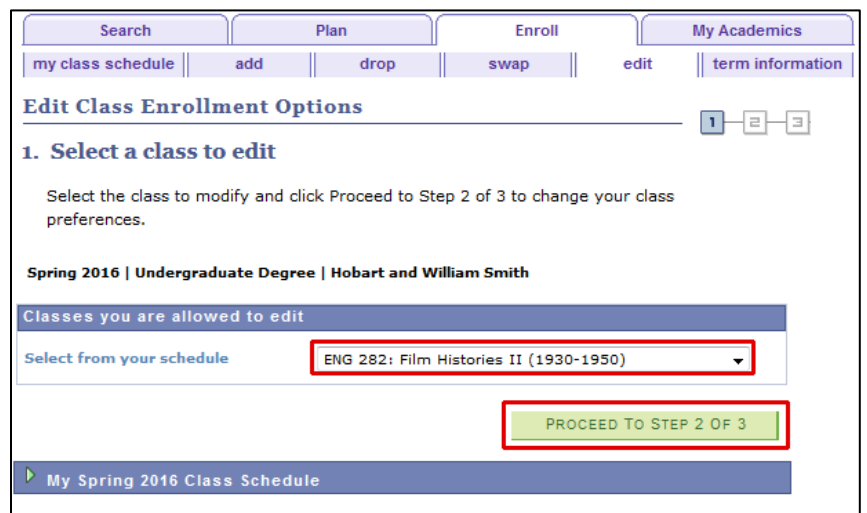 Search Plan Enroll My Academics
my class schedule add drop swap edit term information
Edit Class Enrollment Options
1 2 3
1. Select a class to edit
Select the class to modify and click Proceed to Step 2 of 3 to change your class
preferences.
Spring 2016 | Undergraduate Degree | Hobart and William Smith
Classes you are allowed to edit
Select from your schedule ENG 282: Film Histories II (1930-1950)
PROCEED TO STEP 2 OF 3
My Spring 2016 Class Schedule